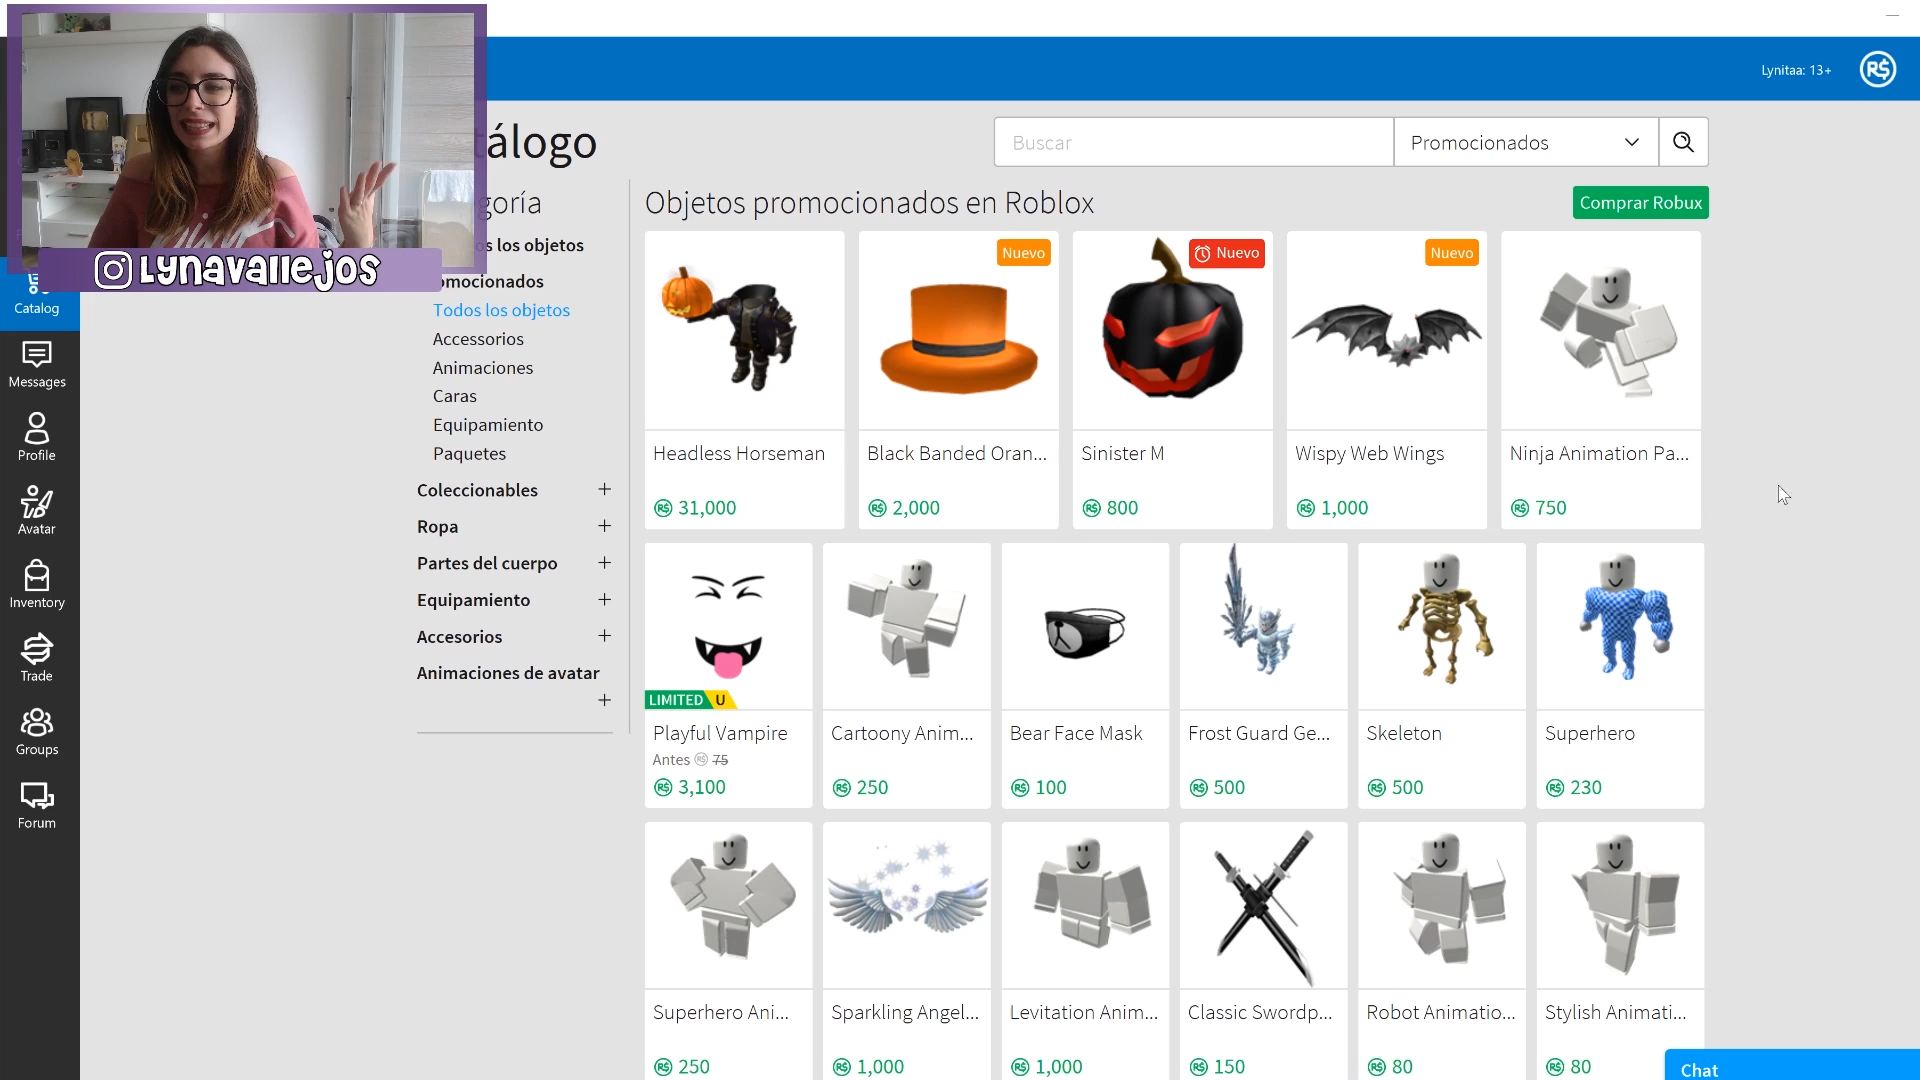 Lynavallejos
Lynitaa: 13+
R$
tálogo
Buscar
Promocionados
goría
Objetos promocionados en Roblox
Comprar Robux
s los objetos
omocionados
Todos los objetos
Accessorios
Animaciones
Caras
Equipamiento
Paquetes
Coleccionables +
Ropa +
Partes del cuerpo +
Equipamiento +
Accesorios +
Animaciones de avatar
+
Catalog
Messages
Profile
Avatar
Inventory
Trade
Groups
Forum
Nuevo
Nuevo
Nuevo
Headless Horseman
R$ 31,000
Black Banded Oran...
R$ 2,000
Sinister M
R$ 800
Wispy Web Wings
R$ 1,000
Ninja Animation Pa...
R$ 750
LIMITED U
Playful Vampire
Antes R$ 75
R$ 3,100
Cartoony Anim...
R$ 250
Bear Face Mask
R$ 100
Frost Guard Ge...
R$ 500
Skeleton
R$ 500
Superhero
R$ 230
Superhero Ani...
R$ 250
Sparkling Angel...
R$ 1,000
Levitation Anim...
R$ 1,000
Classic Swordp...
R$ 150
Robot Animatio...
R$ 80
Stylish Animati...
R$ 80
Chat